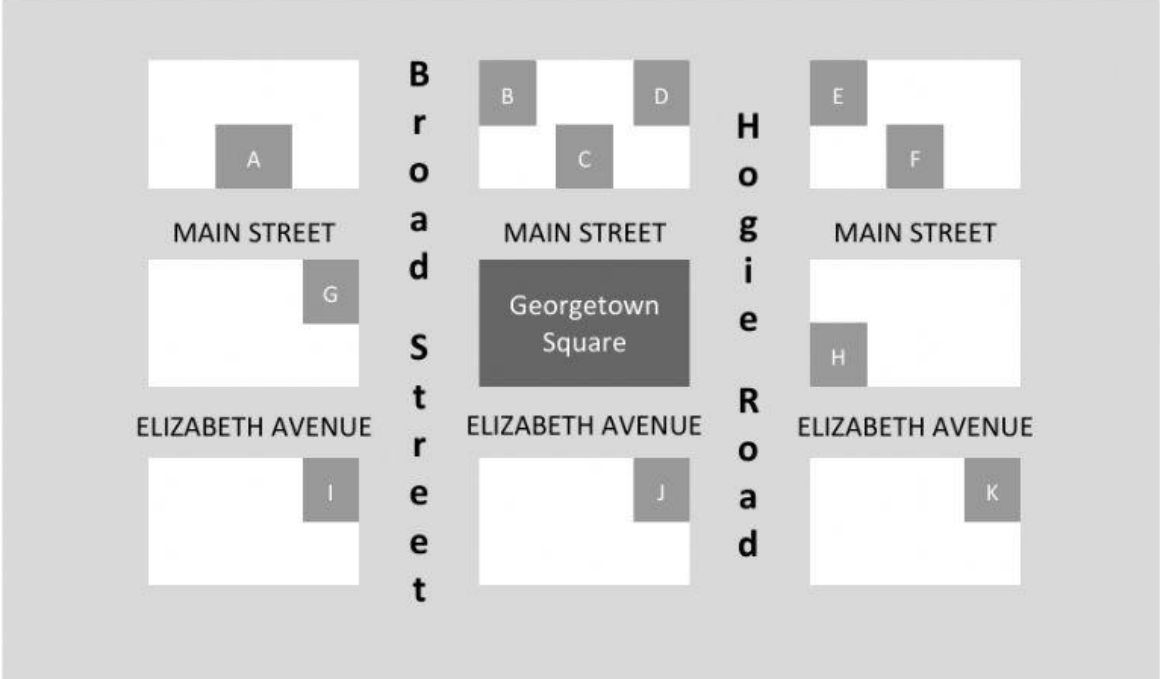 Broad Street
Hogie Road
B
D
E
A
C
F
MAIN STREET
MAIN STREET
MAIN STREET
G
Georgetown
Square
H
ELIZABETH AVENUE
ELIZABETH AVENUE
ELIZABETH AVENUE
I
J
K